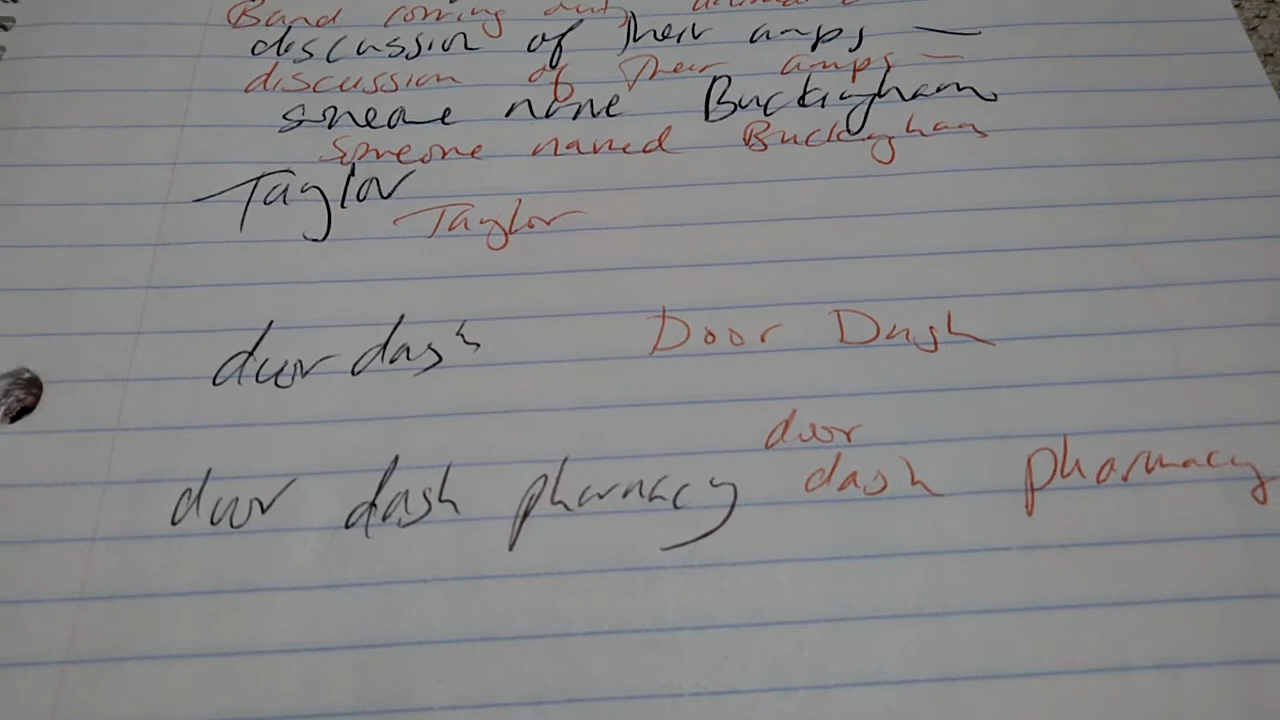 Band coming out
discussion of their amps —
discussion of their amps —
someone name Buckingham
Someone named Buckingham
Taylor
Taylor
door dash Door Dash
door
door dash pharmacy dash pharmacy